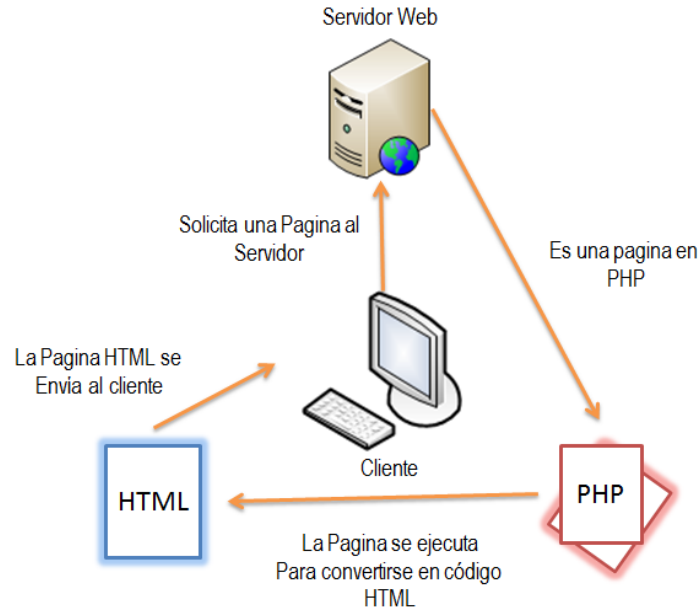 Servidor Web
Solicita una Pagina al
Servidor
Es una pagina en
PHP
La Pagina HTML se
Envía al cliente
Cliente
HTML
PHP
La Pagina se ejecuta
Para convertirse en código
HTML